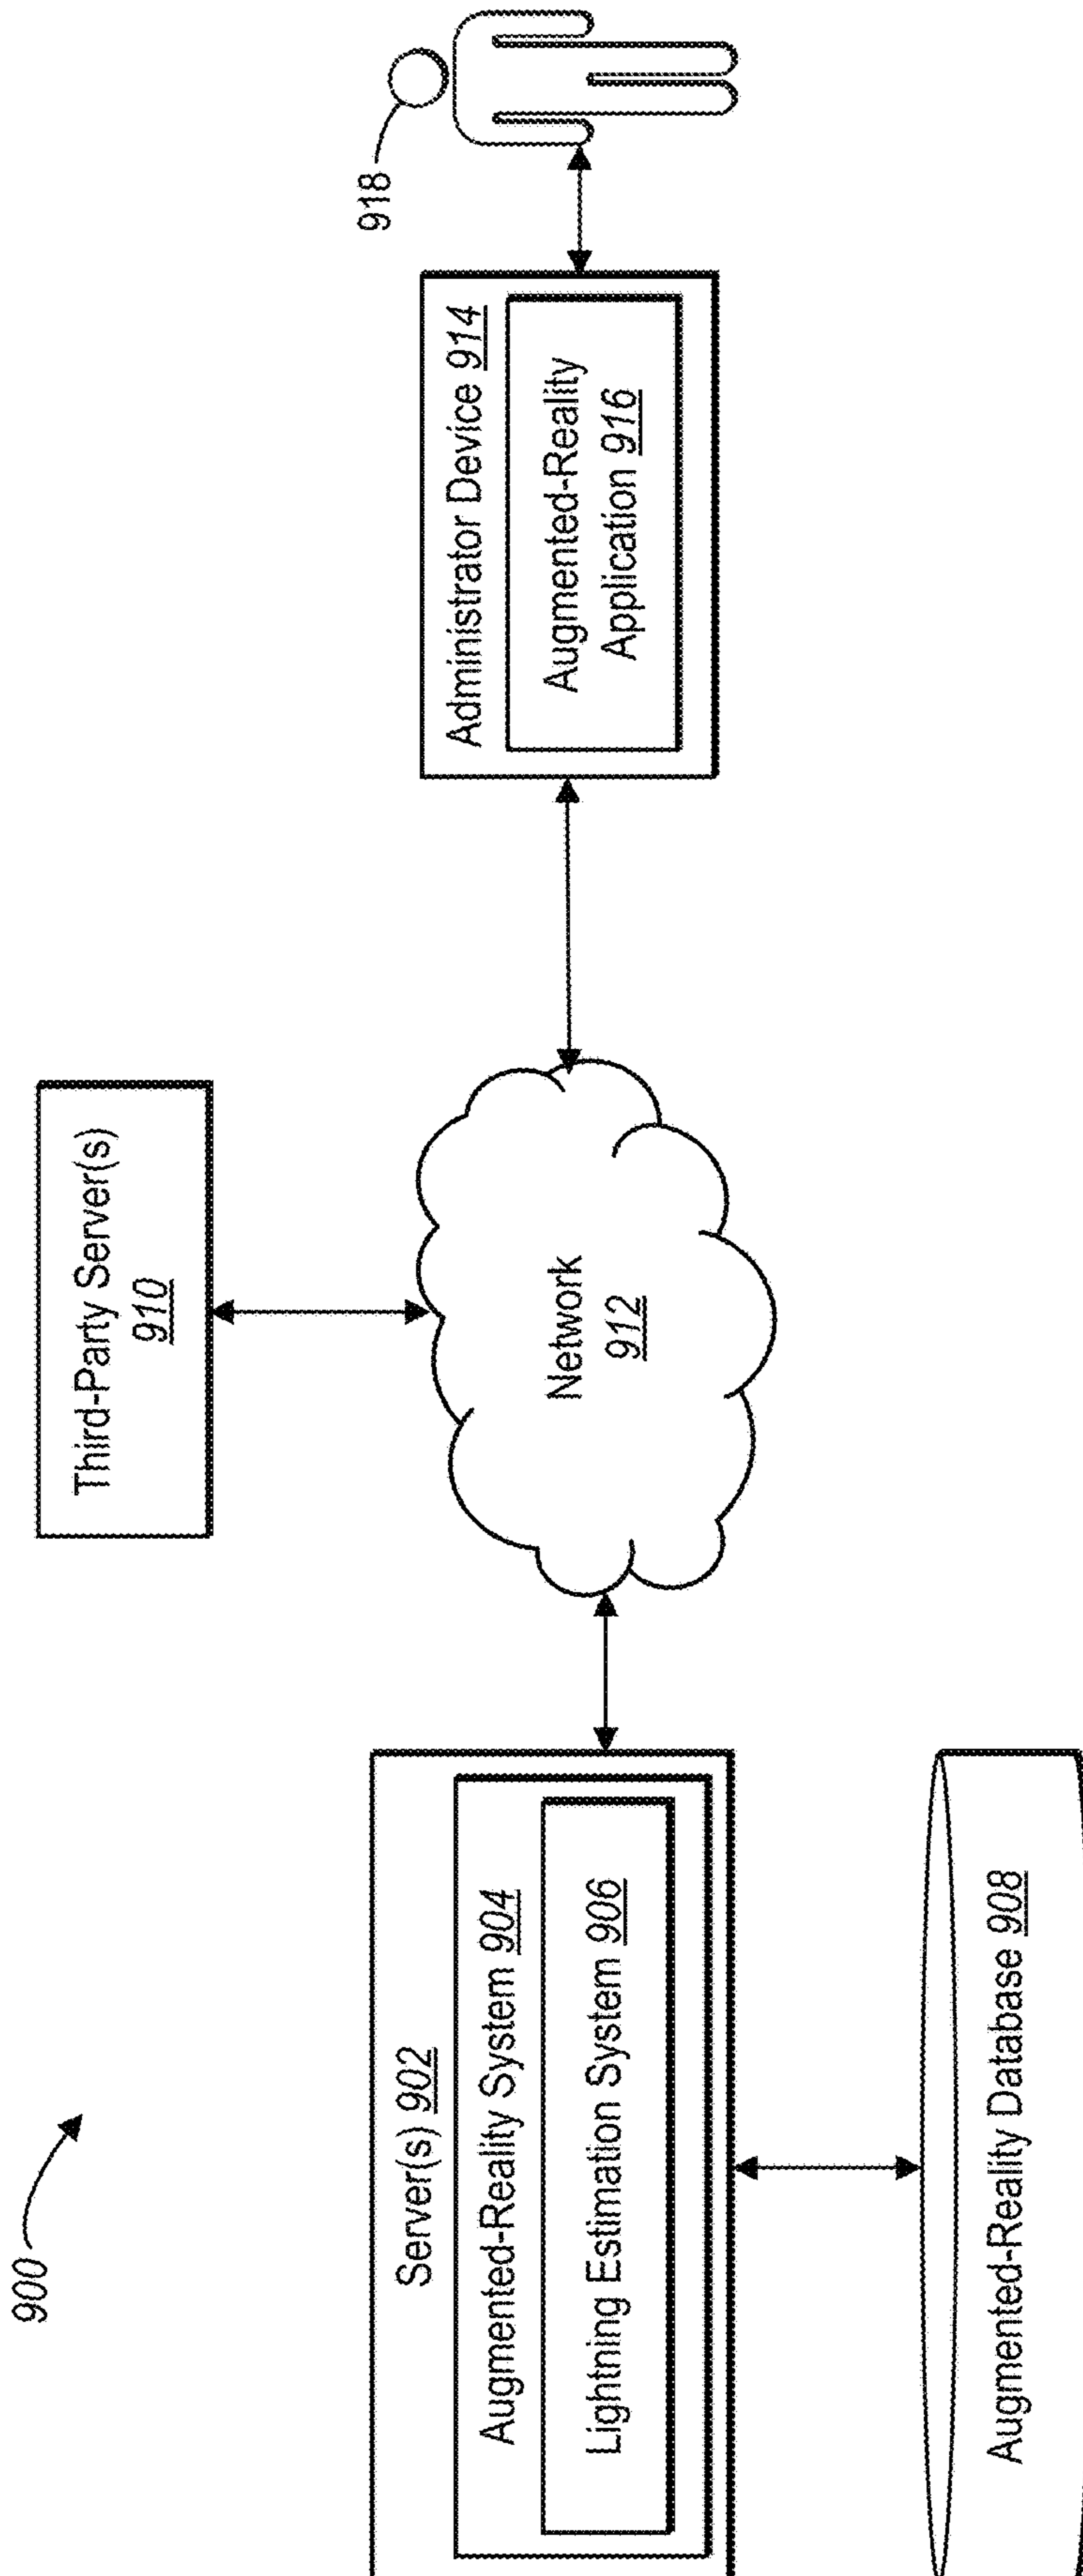 900
Third-Party Server(s)
910
918
Server(s) 902
Augmented-Reality System 904
Lightning Estimation System 906
Network
912
Administrator Device 914
Augmented-Reality
Application 916
Augmented-Reality Database 908